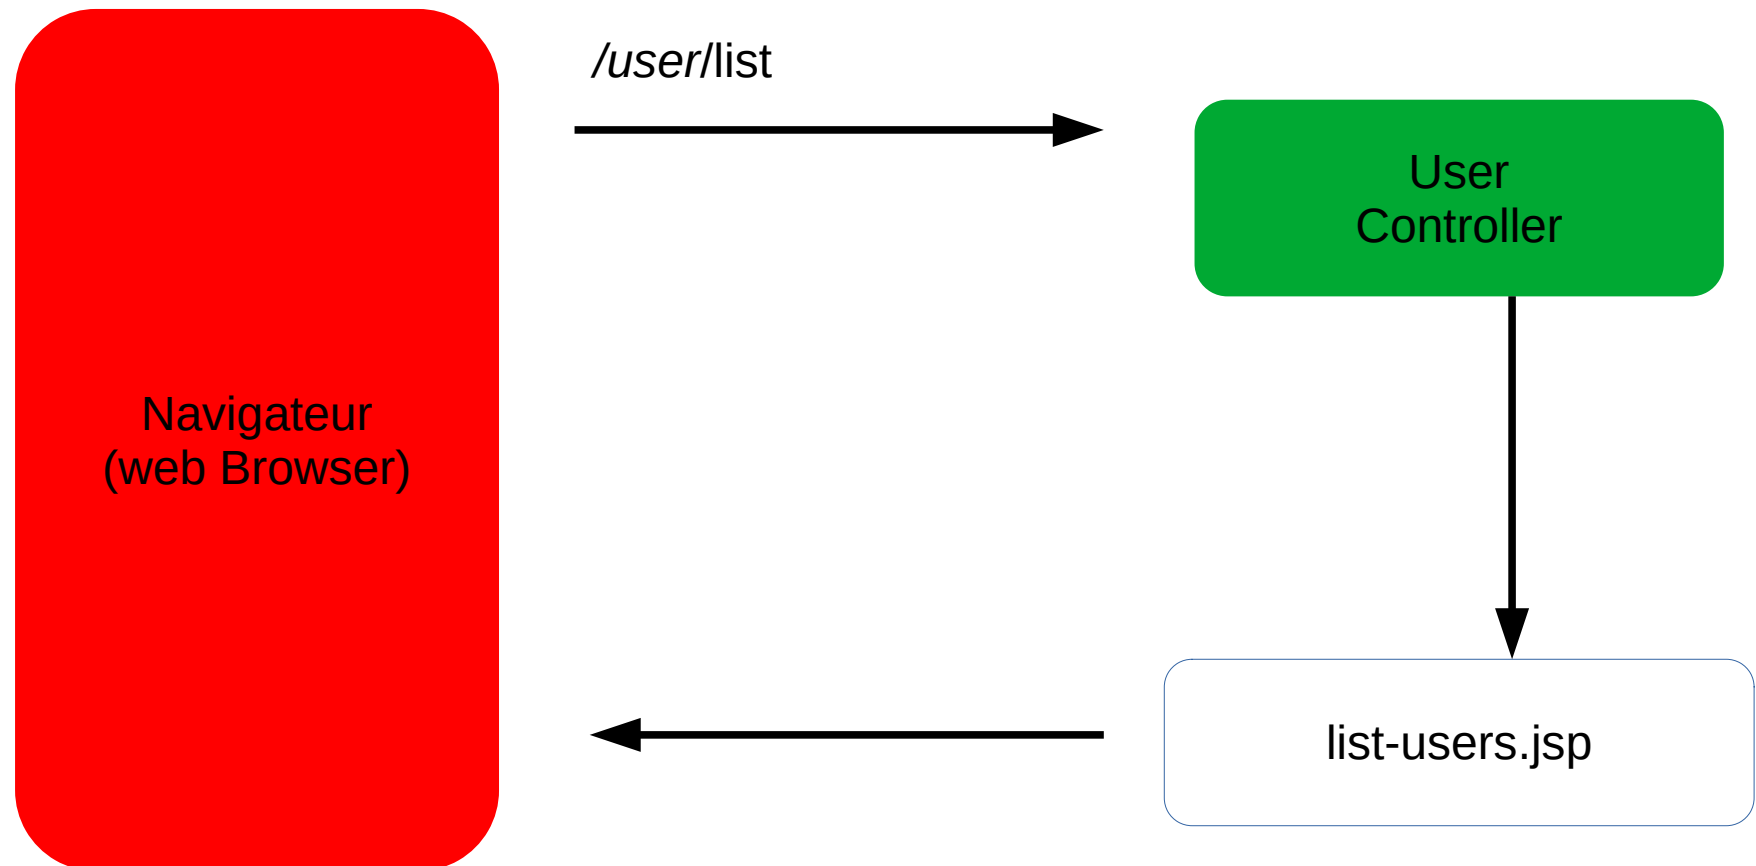 /user/list
User
Controller
Navigateur
(web Browser)
list-users.jsp